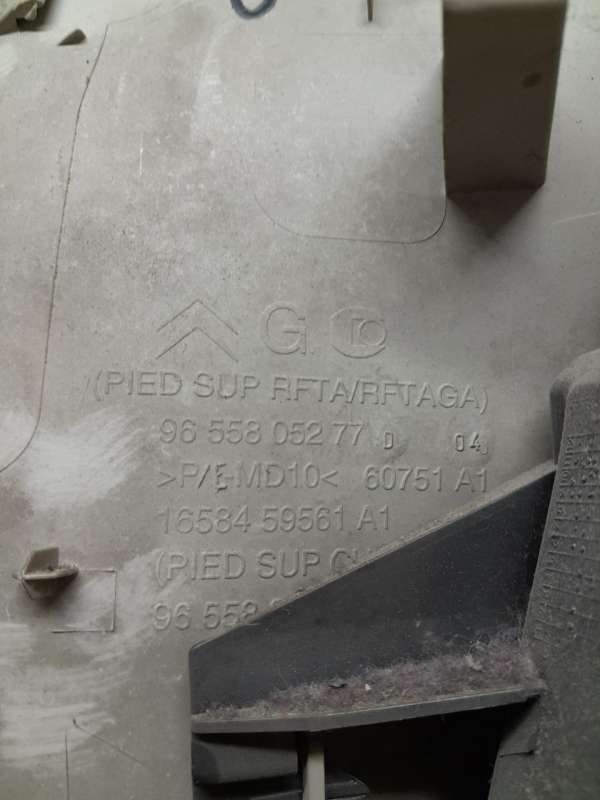 G.
(PIED SUP RFTA/RFTAGA)
96 558 052 77 D 04
>P/E-MD10< 60751 A1
16584 59561 A1
(PIED SUP
96 558